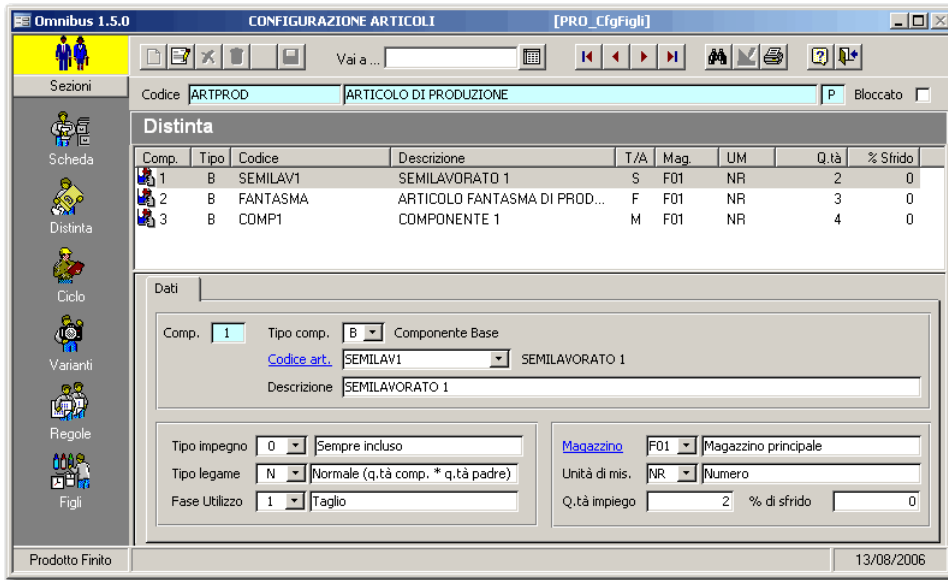 Omnibus 1.5.0 CONFIGURAZIONE ARTICOLI [PRO_CfgFigli]
Vai a ...
Sezioni
Codice ARTPROD ARTICOLO DI PRODUZIONE P Bloccato
Distinta
Scheda
Distinta
Ciclo
Varianti
Regole
Figli
Comp. Tipo Codice Descrizione T/A Mag. UM Q.tà % Sfrido
1 B SEMILAV1 SEMILAVORATO 1 S F01 NR 2 0
2 B FANTASMA ARTICOLO FANTASMA DI PROD... F F01 NR 3 0
3 B COMP1 COMPONENTE 1 M F01 NR 4 0
Dati
Comp. 1 Tipo comp. B Componente Base
Codice art. SEMILAV1 SEMILAVORATO 1
Descrizione SEMILAVORATO 1
Tipo impegno 0 Sempre incluso
Tipo legame N Normale (q.tà comp. * q.tà padre)
Fase Utilizzo 1 Taglio
Magazzino F01 Magazzino principale
Unità di mis. NR Numero
Q.tà impiego 2 % di sfrido 0
Prodotto Finito 13/08/2006